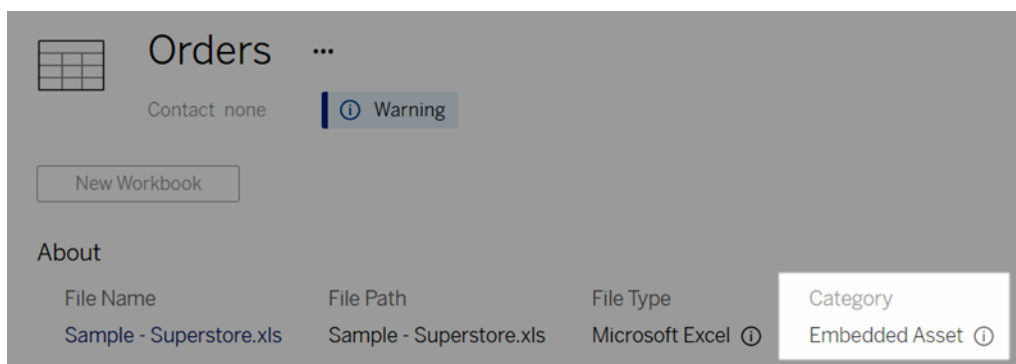 Orders ...
Contact none
Warning
New Workbook
About
File Name File Path File Type Category
Sample - Superstore.xls Sample - Superstore.xls Microsoft Excel Embedded Asset